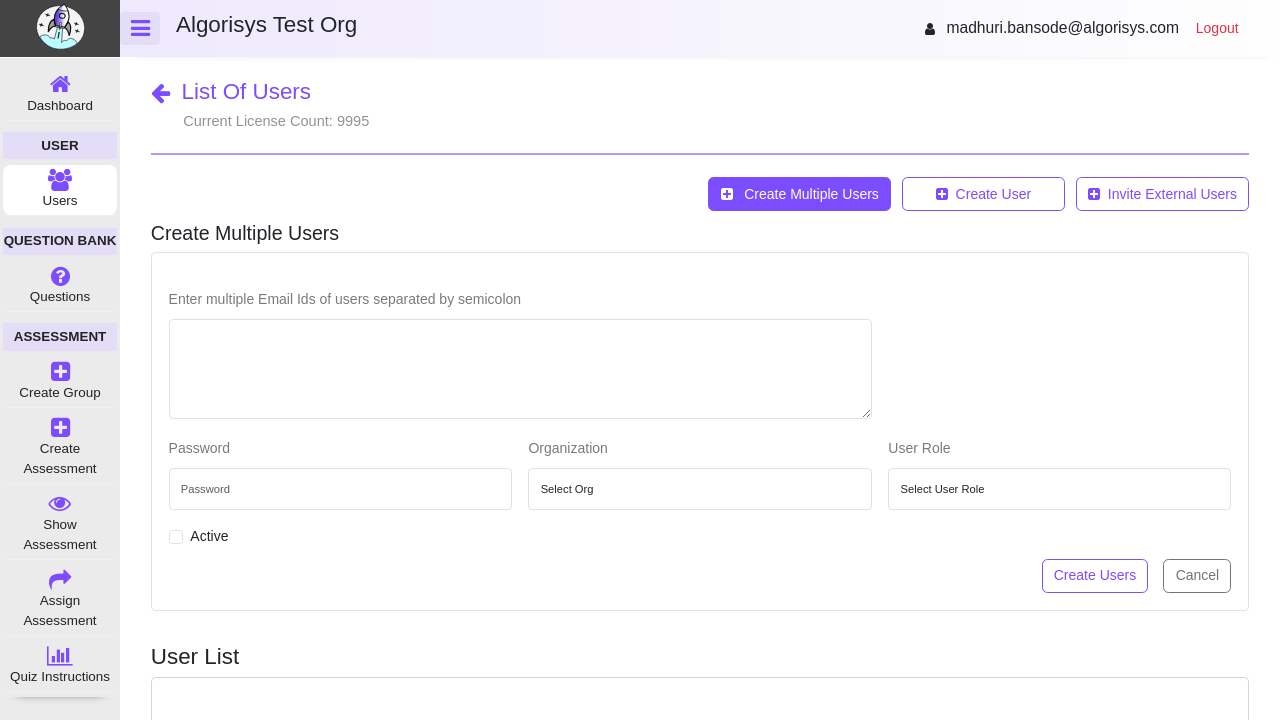 Algorisys Test Org
madhuri.bansode@algorisys.com
Logout
Dashboard
USER
Users
QUESTION BANK
Questions
ASSESSMENT
Create Group
Create
Assessment
Show
Assessment
Assign
Assessment
Quiz Instructions
List Of Users
Current License Count: 9995
Create Multiple Users
Create User
Invite External Users
Create Multiple Users
Enter multiple Email Ids of users separated by semicolon
Password
Organization
User Role
Password
Select Org
Select User Role
Active
Create Users
Cancel
User List